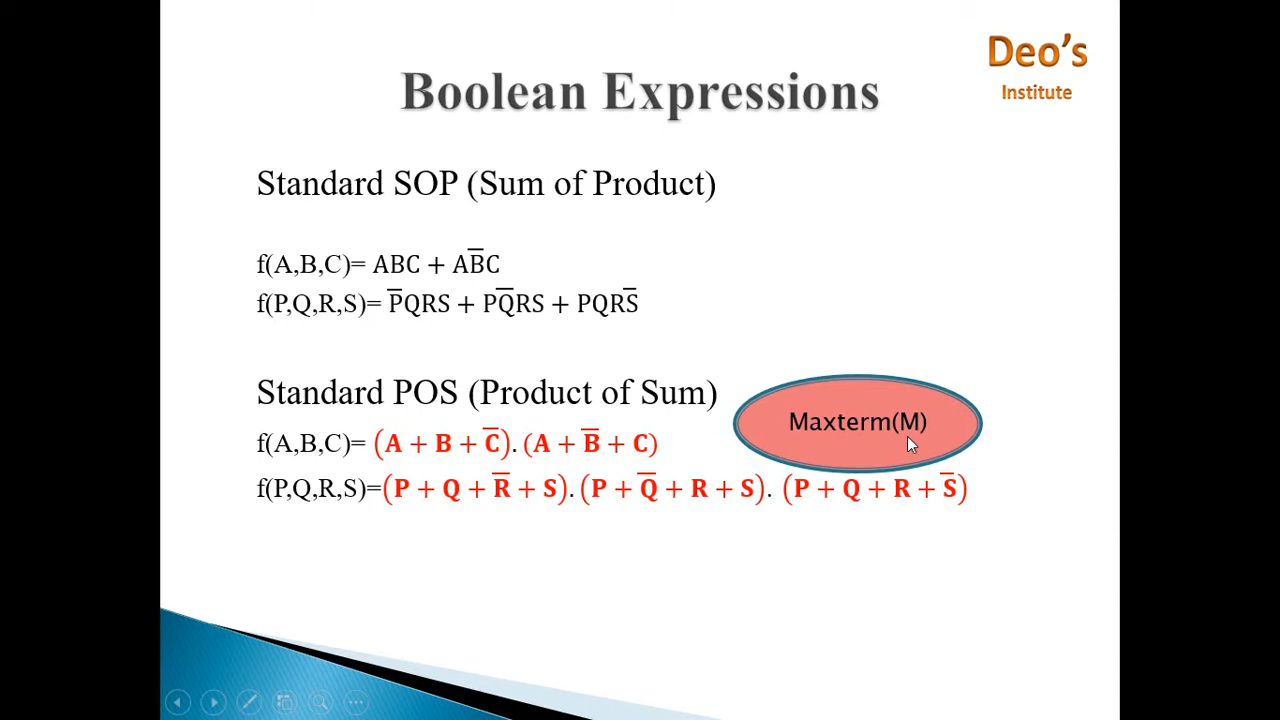 Deo's
Institute
Boolean Expressions
Standard SOP (Sum of Product)
f(A,B,C)= ABC + AB̅C
f(P,Q,R,S)= P̅QRS + PQ̅RS + PQRS̅
Standard POS (Product of Sum)
Maxterm(M)
f(A,B,C)= (A + B + C̅).(A + B̅ + C)
f(P,Q,R,S)=(P + Q + R̅ + S).(P + Q̅ + R + S). (P + Q + R + S̅)